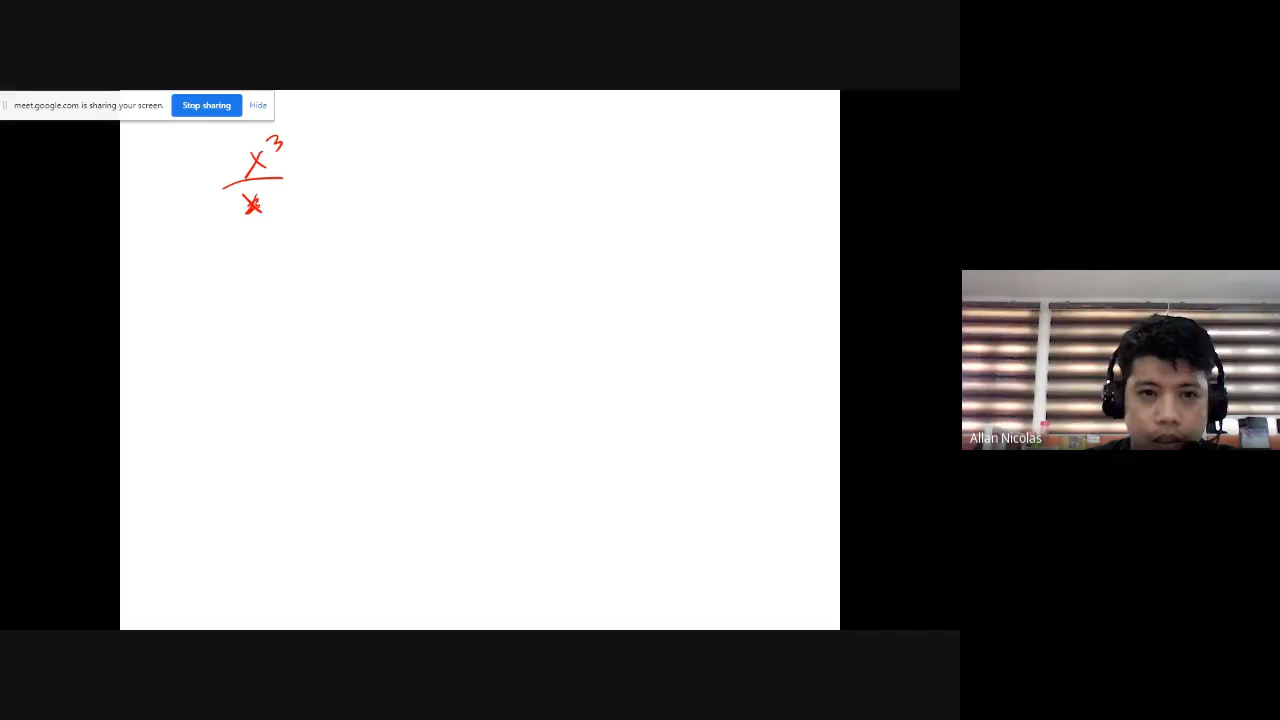 meet.google.com is sharing your screen. Stop sharing Hide
x³
x
Allan Nicolas